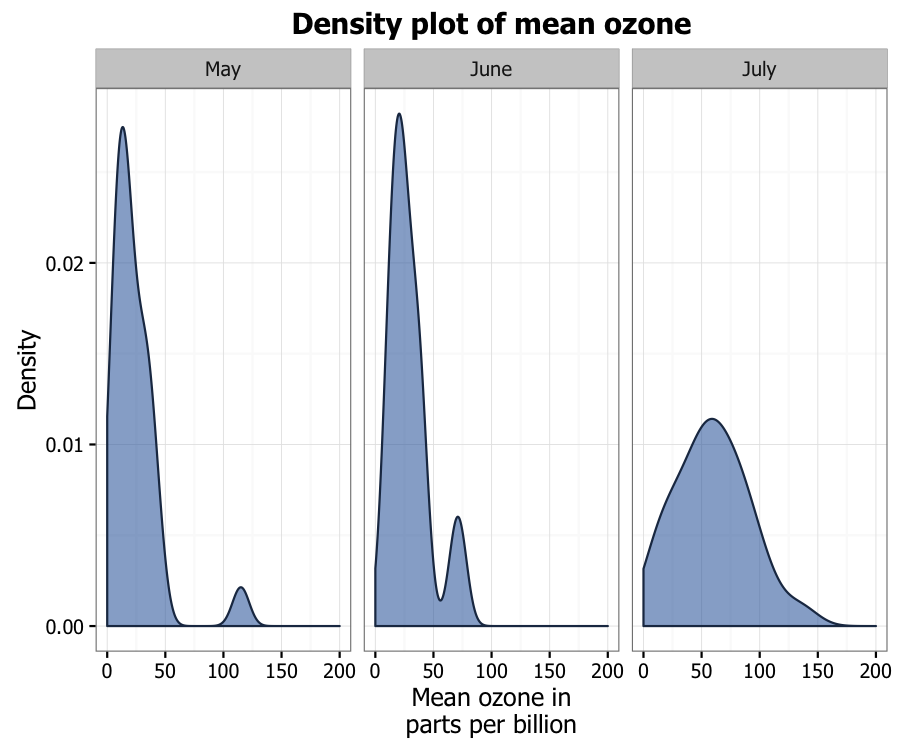 Density plot of mean ozone
May June July
Density
0.02
0.01
0.00
0 50 100 150 200 0 50 100 150 200 0 50 100 150 200
Mean ozone in
parts per billion